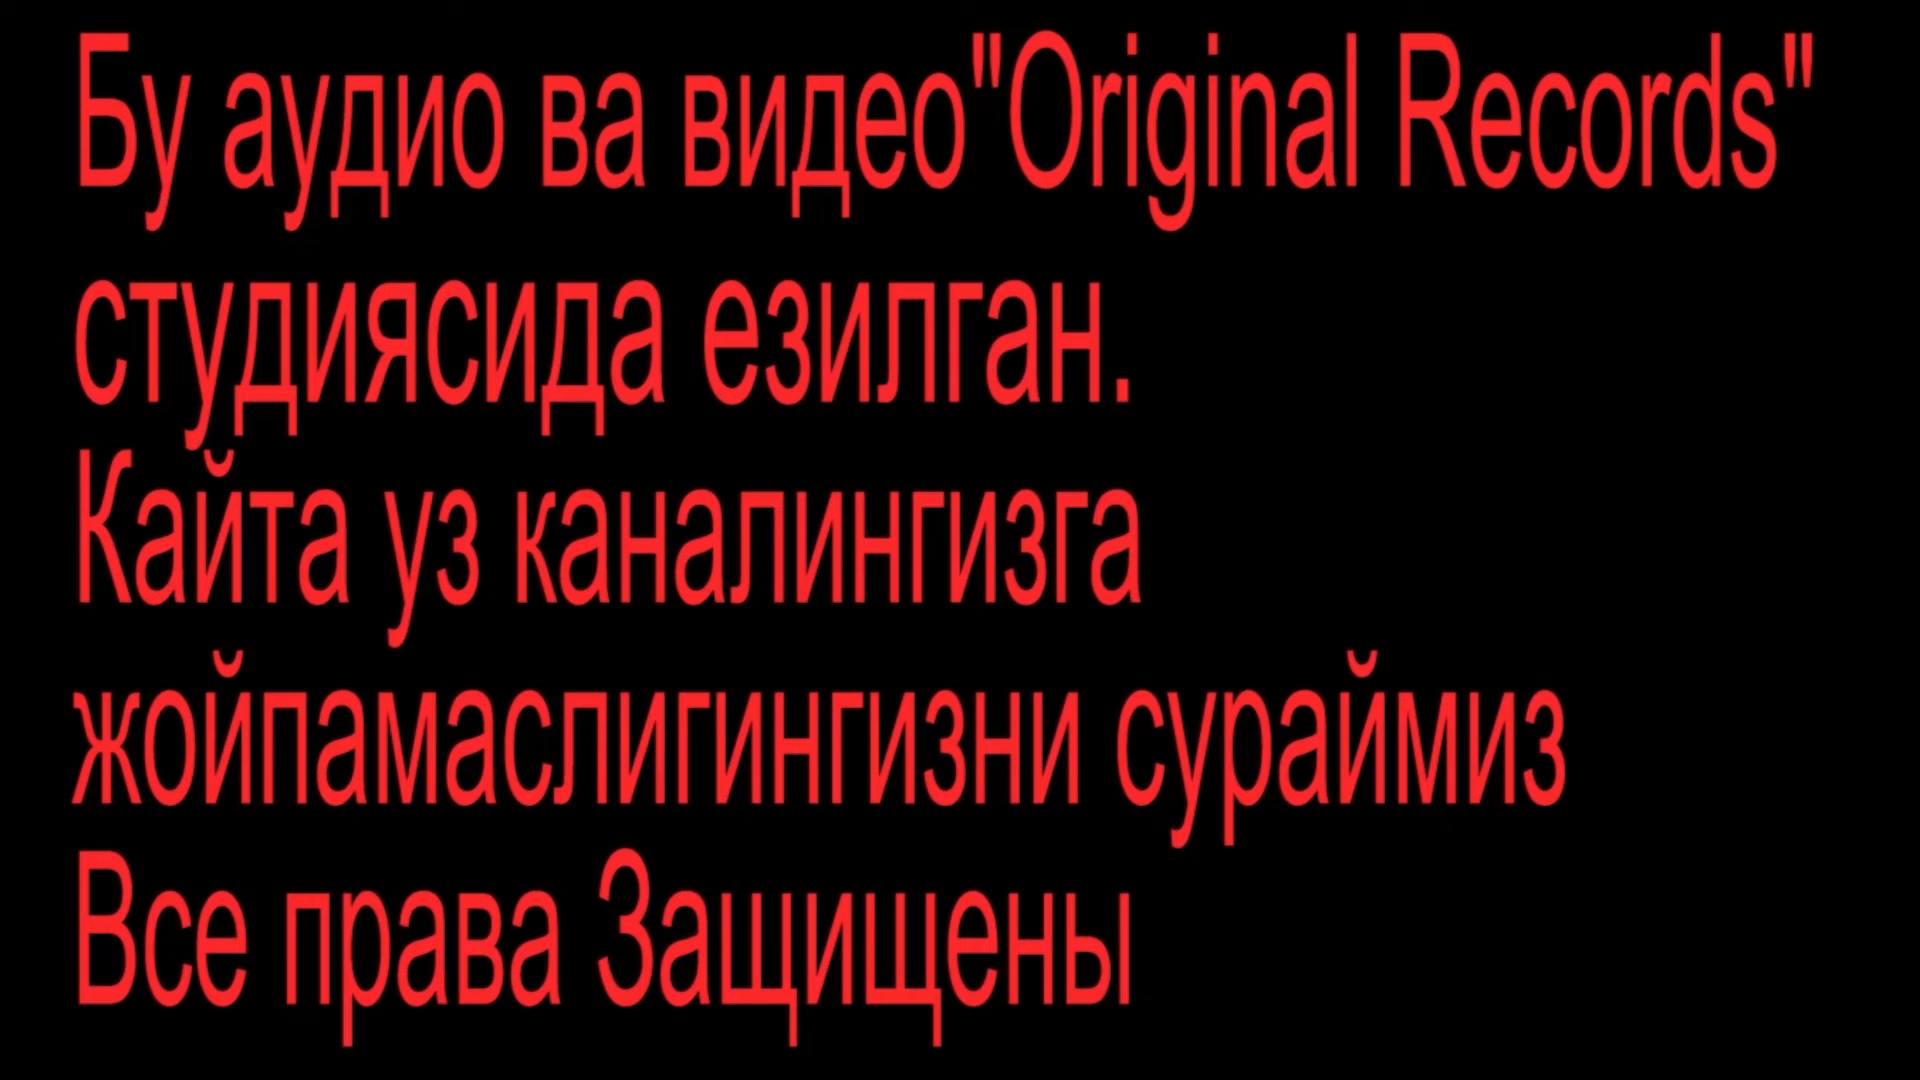 Бу аудио ва видео"Original Records"
студиясида езилган.
Кайта уз каналингизга
жойпамаслигингизни сураймиз
Все права Защищены